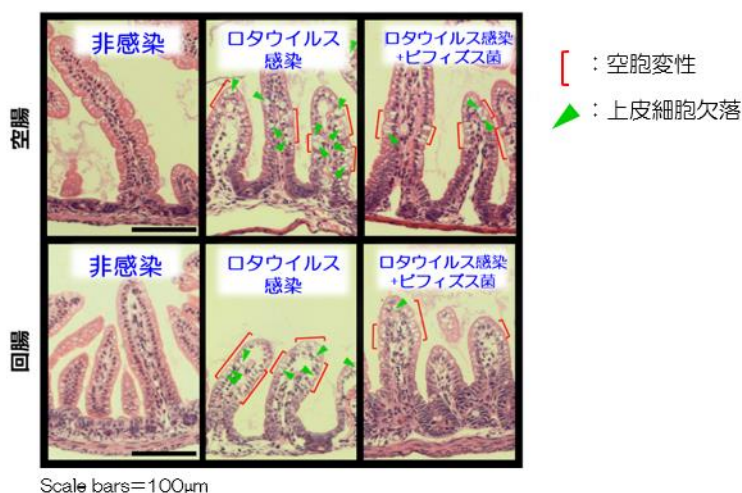 非感染
ロタウイルス
感染
ロタウイルス感染
+ビフィズス菌
空腸
[ ：空胞変性
：上皮細胞欠落
非感染
ロタウイルス
感染
ロタウイルス感染
+ビフィズス菌
回腸
Scale bars=100μm